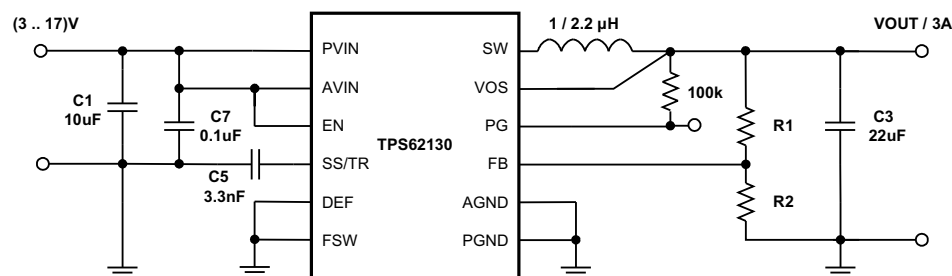 (3 .. 17)V
1 / 2.2 µH
VOUT / 3A
PVIN
SW
AVIN
VOS
100k
C1
10uF
C7
0.1uF
EN
PG
TPS62130
R1
C3
22uF
SS/TR
FB
C5
3.3nF
DEF
AGND
R2
FSW
PGND